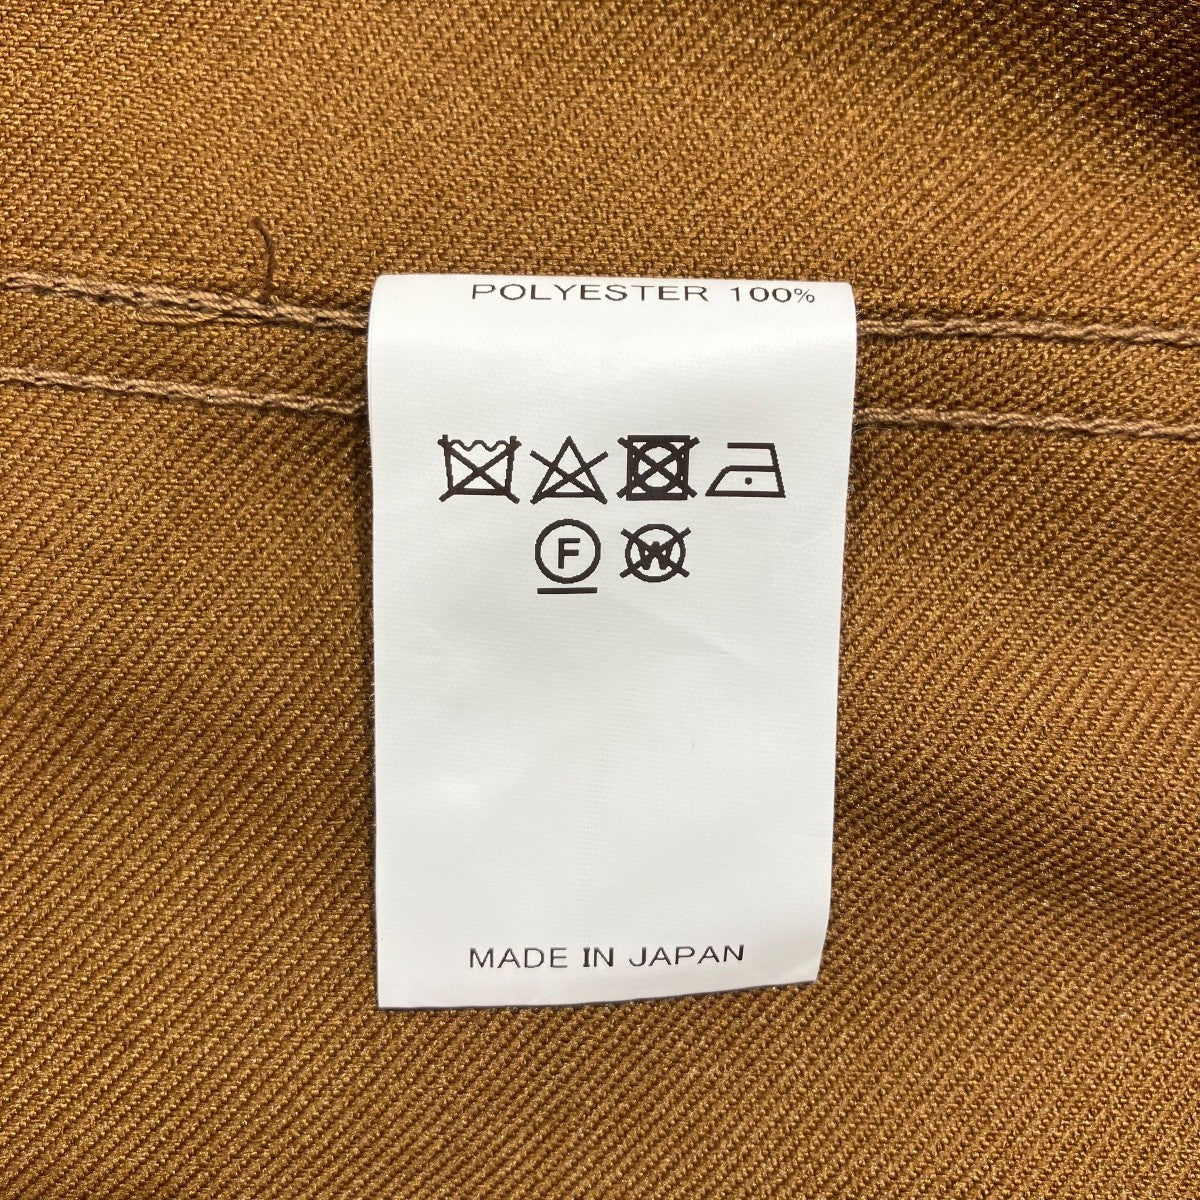 POLYESTER 100%
F W
MADE IN JAPAN